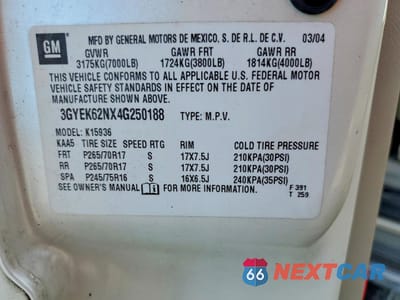 GM
MFD BY GENERAL MOTORS DE MEXICO, S. DE R.L. DE C.V. 03/04
GVWR GAWR FRT GAWR RR
3175KG(7000LB) 1724KG(3800LB) 1814KG(4000LB)
THIS VEHICLE CONFORMS TO ALL APPLICABLE U.S. FEDERAL MOTOR
VEHICLE SAFETY STANDARDS IN EFFECT ON THE DATE OF
MANUFACTURE SHOWN ABOVE.
3GYEK62NX4G250188 TYPE: M.P.V.
MODEL: K15936
KAA5 TIRE SIZE SPEED RTG RIM COLD TIRE PRESSURE
FRT P265/70R17 S 17X7.5J 210KPA(30PSI)
RR P265/70R17 S 17X7.5J 210KPA(30PSI)
SPA P245/75R16 S 16X6.5J 240KPA(35PSI)
SEE OWNER'S MANUAL FOR MORE INFORMATION.
F 391
T 259
66 NEXTCAR